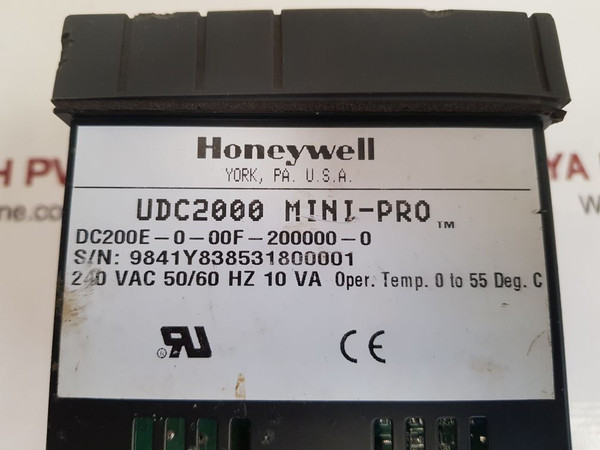 Honeywell
YORK, PA. U.S.A.
UDC2000 MINI-PRO™
DC200E-0-00F-200000-0
S/N: 9841Y838531800001
240 VAC 50/60 HZ 10 VA Oper. Temp. 0 to 55 Deg. C
CE